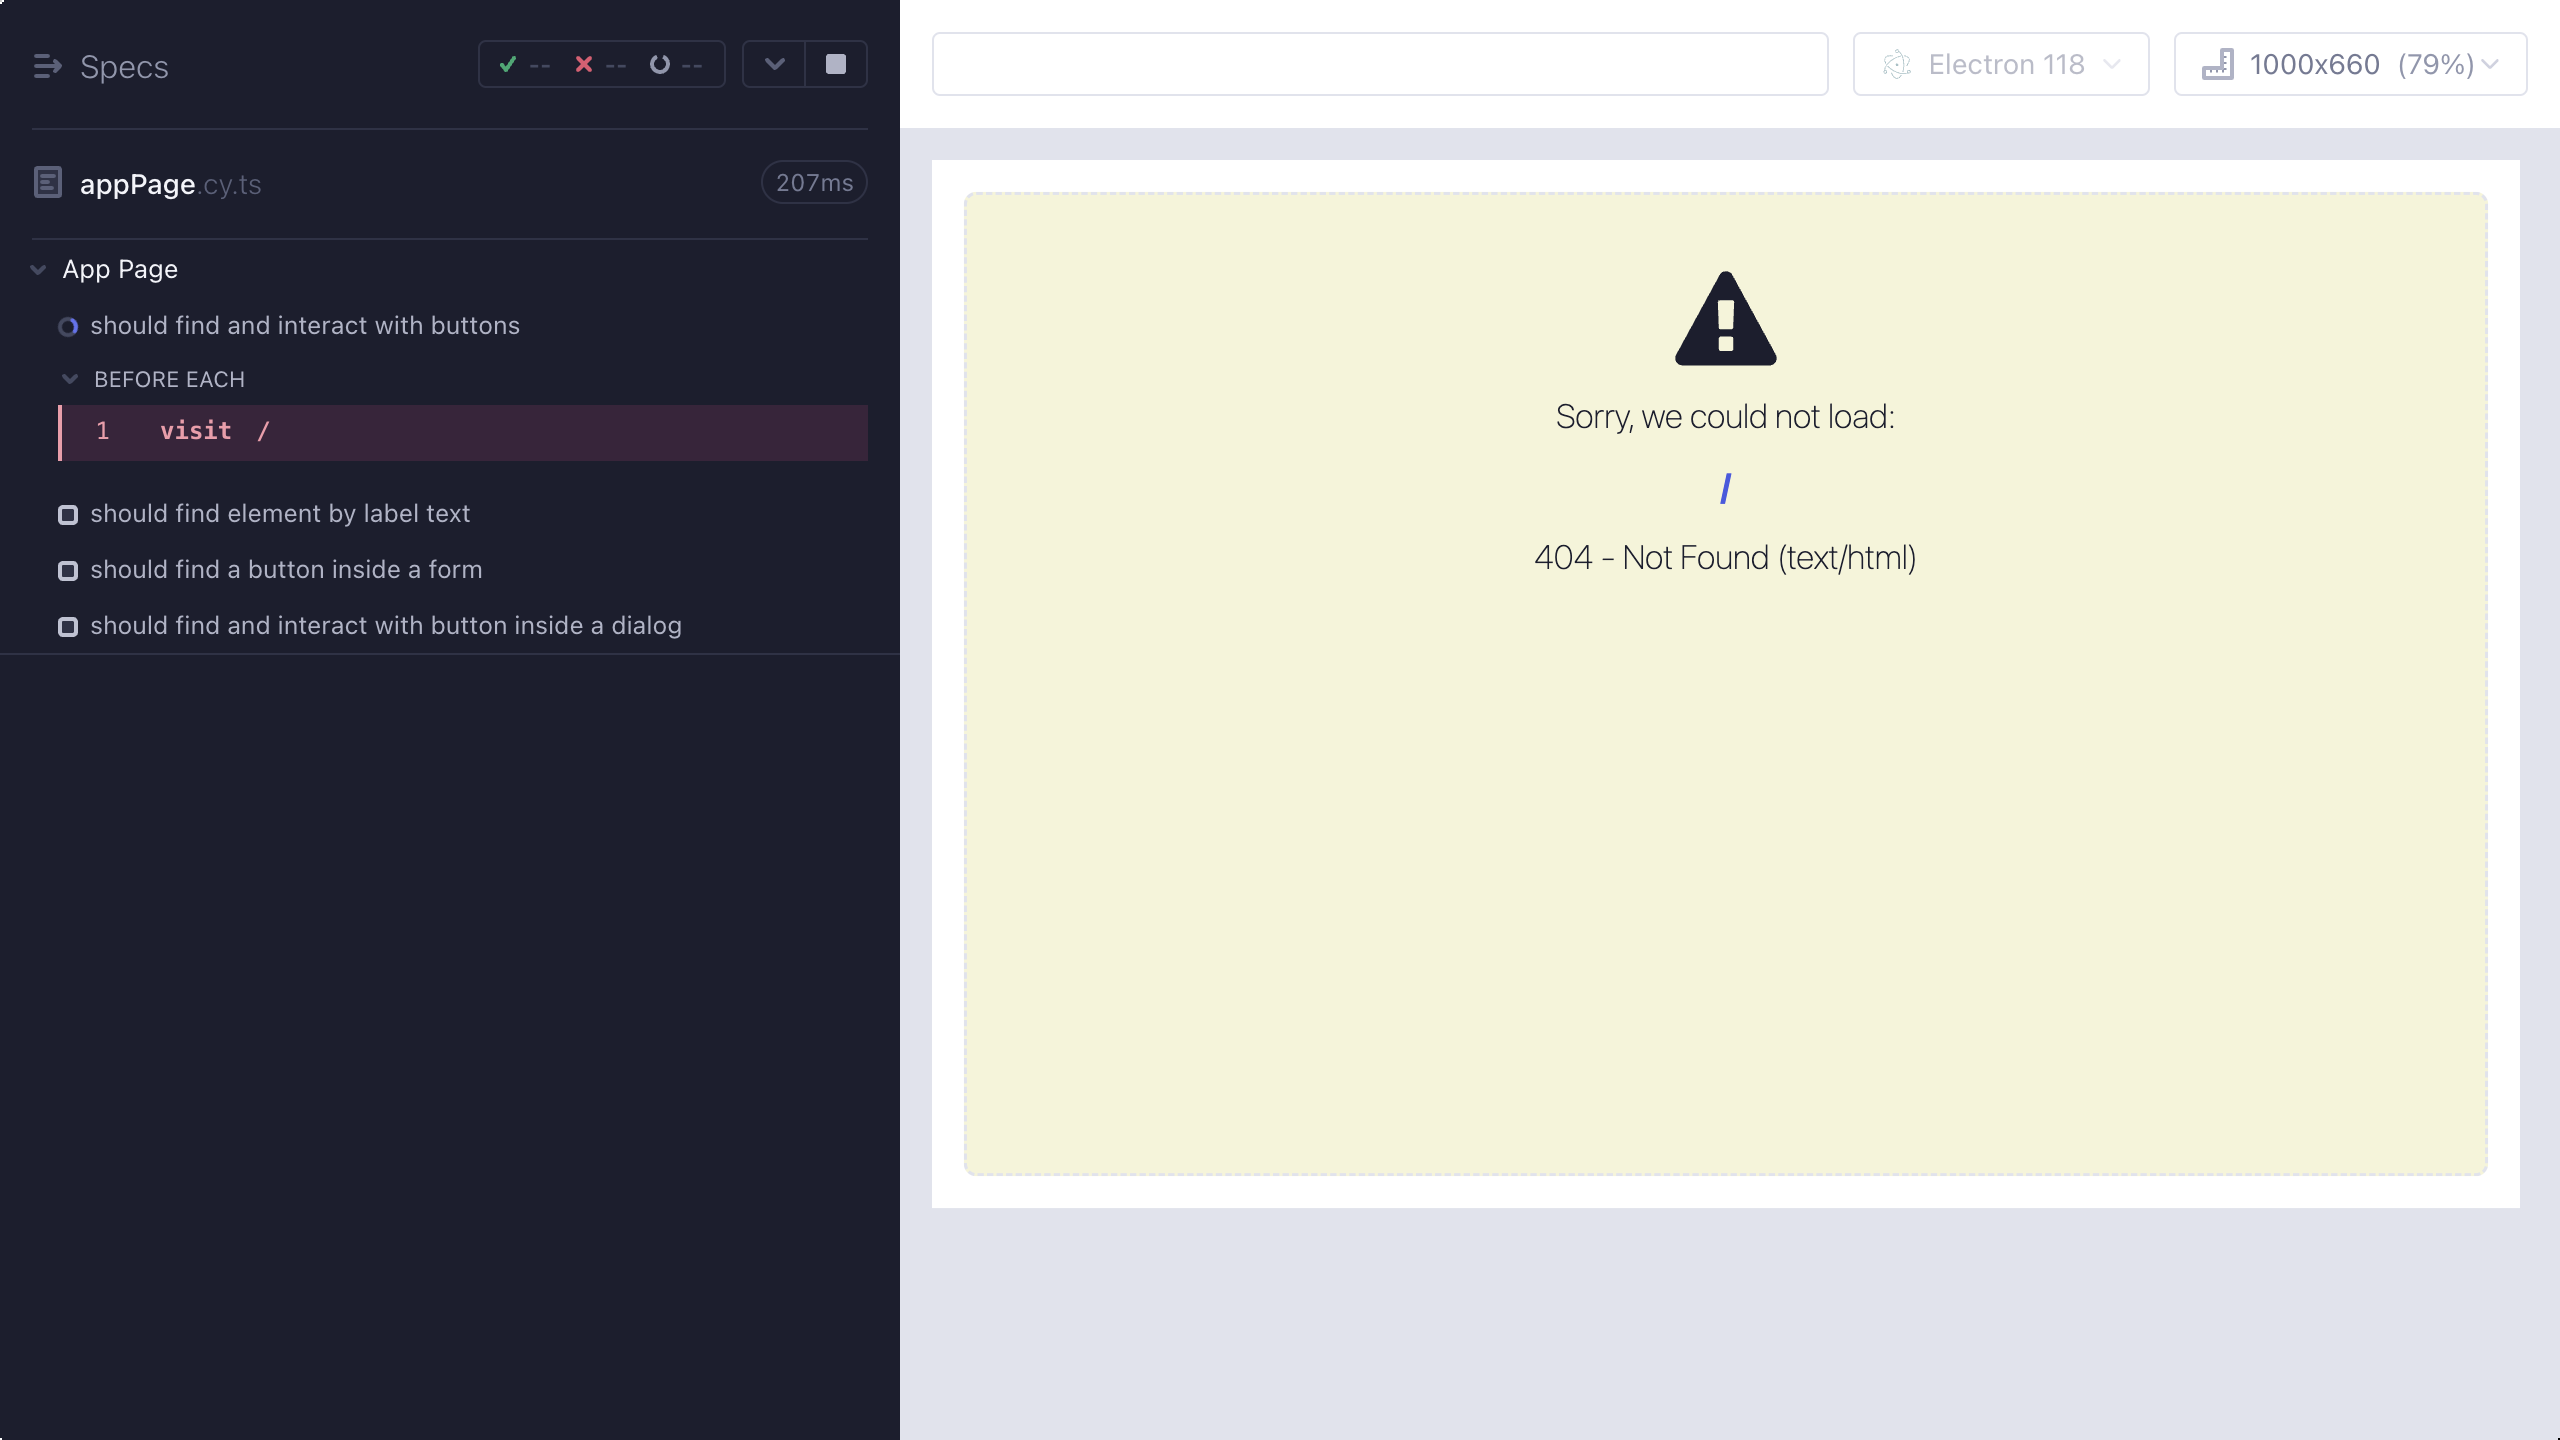 Specs
-- -- --
appPage.cy.ts
207ms
App Page
should find and interact with buttons
BEFORE EACH
1 visit /
should find element by label text
should find a button inside a form
should find and interact with button inside a dialog
Electron 118
1000x660 (79%)
Sorry, we could not load:
/
404 - Not Found (text/html)